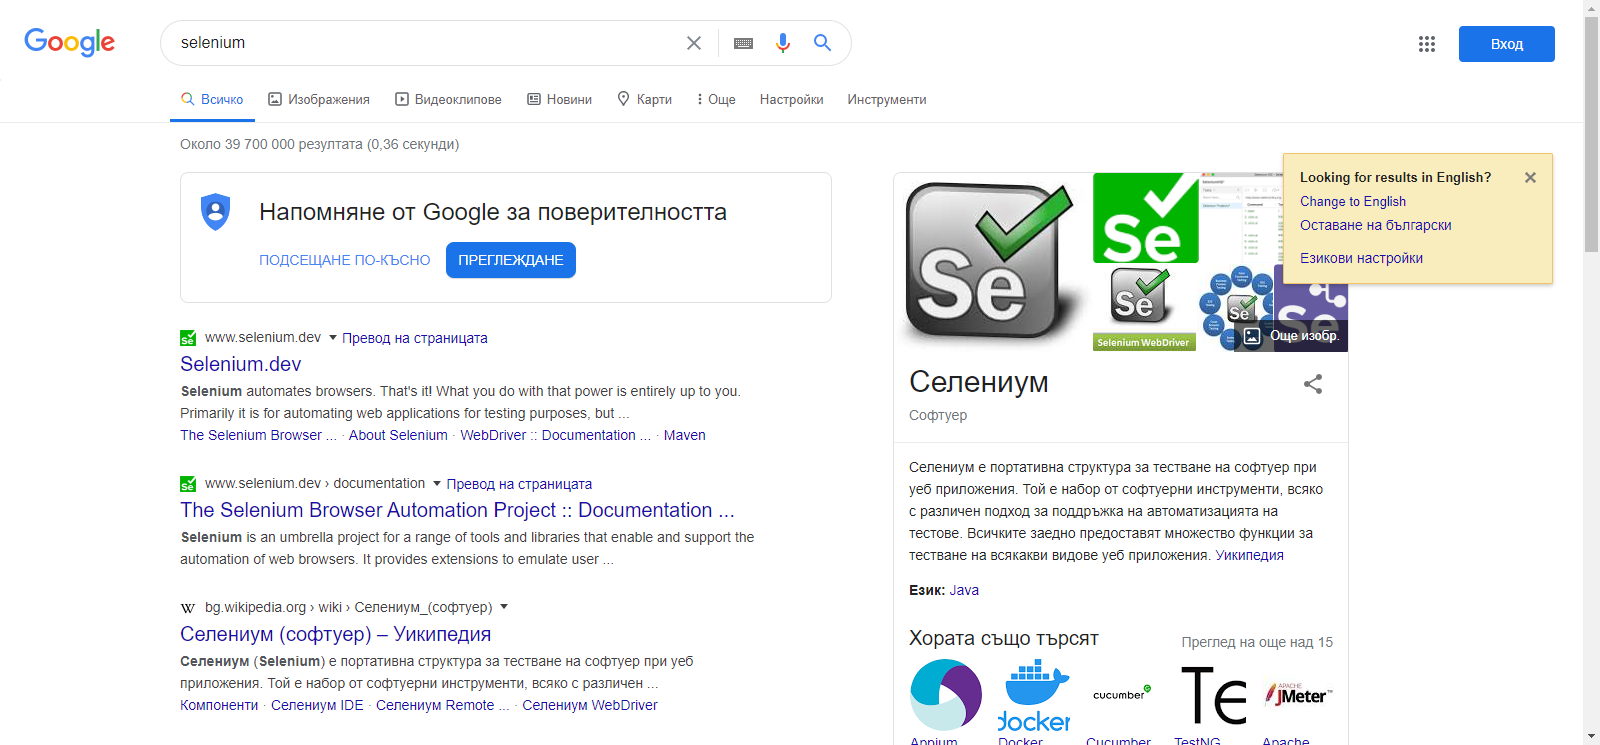 Google
selenium
Вход
Всичко
Изображения
Видеоклипове
Новини
Карти
Още
Настройки
Инструменти
Около 39 700 000 резултата (0,36 секунди)
Напомняне от Google за поверителността
ПОДСЕЩАНЕ ПО-КЪСНО
ПРЕГЛЕЖДАНЕ
www.selenium.dev Превод на страницата
Selenium.dev
Selenium automates browsers. That's it! What you do with that power is entirely up to you.
Primarily it is for automating web applications for testing purposes, but ...
The Selenium Browser ... · About Selenium · WebDriver :: Documentation ... · Maven
www.selenium.dev › documentation Превод на страницата
The Selenium Browser Automation Project :: Documentation ...
Selenium is an umbrella project for a range of tools and libraries that enable and support the
automation of web browsers. It provides extensions to emulate user ...
bg.wikipedia.org › wiki › Селениум_(софтуер)
Селениум (софтуер) – Уикипедия
Селениум (Selenium) е портативна структура за тестване на софтуер при уеб
приложения. Той е набор от софтуерни инструменти, всяко с различен ...
Компоненти · Селениум IDE · Селениум Remote ... · Селениум WebDriver
Looking for results in English?
Change to English
Оставане на български
Езикови настройки
Se
Se
Se
Selenium WebDriver
Se
Se
Още изобр.
Селениум
Софтуер
Селениум е портативна структура за тестване на софтуер при
уеб приложения. Той е набор от софтуерни инструменти, всяко
с различен подход за поддръжка на автоматизацията на
тестове. Всичките заедно предоставят множество функции за
тестване на всякакви видове уеб приложения. Уикипедия
Език: Java
Хората също търсят
Преглед на още над 15
docker
cucumber
Te
APACHE
JMeter
Appium
Docker
Cucumber
TestNG
Apache